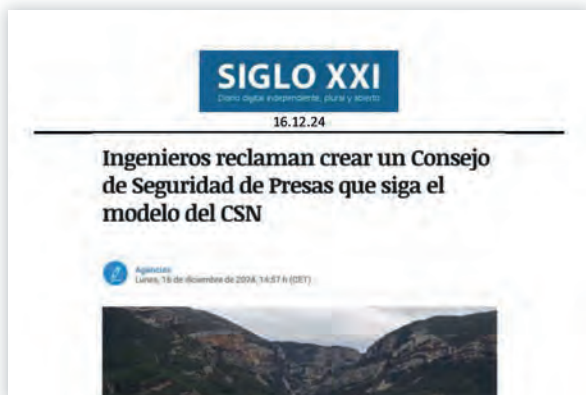 SIGLO XXI
Diario digital independiente, plural y abierto
16.12.24
Ingenieros reclaman crear un Consejo
de Seguridad de Presas que siga el
modelo del CSN
Agencias
Lunes, 16 de diciembre de 2024, 14:57 h (CET)